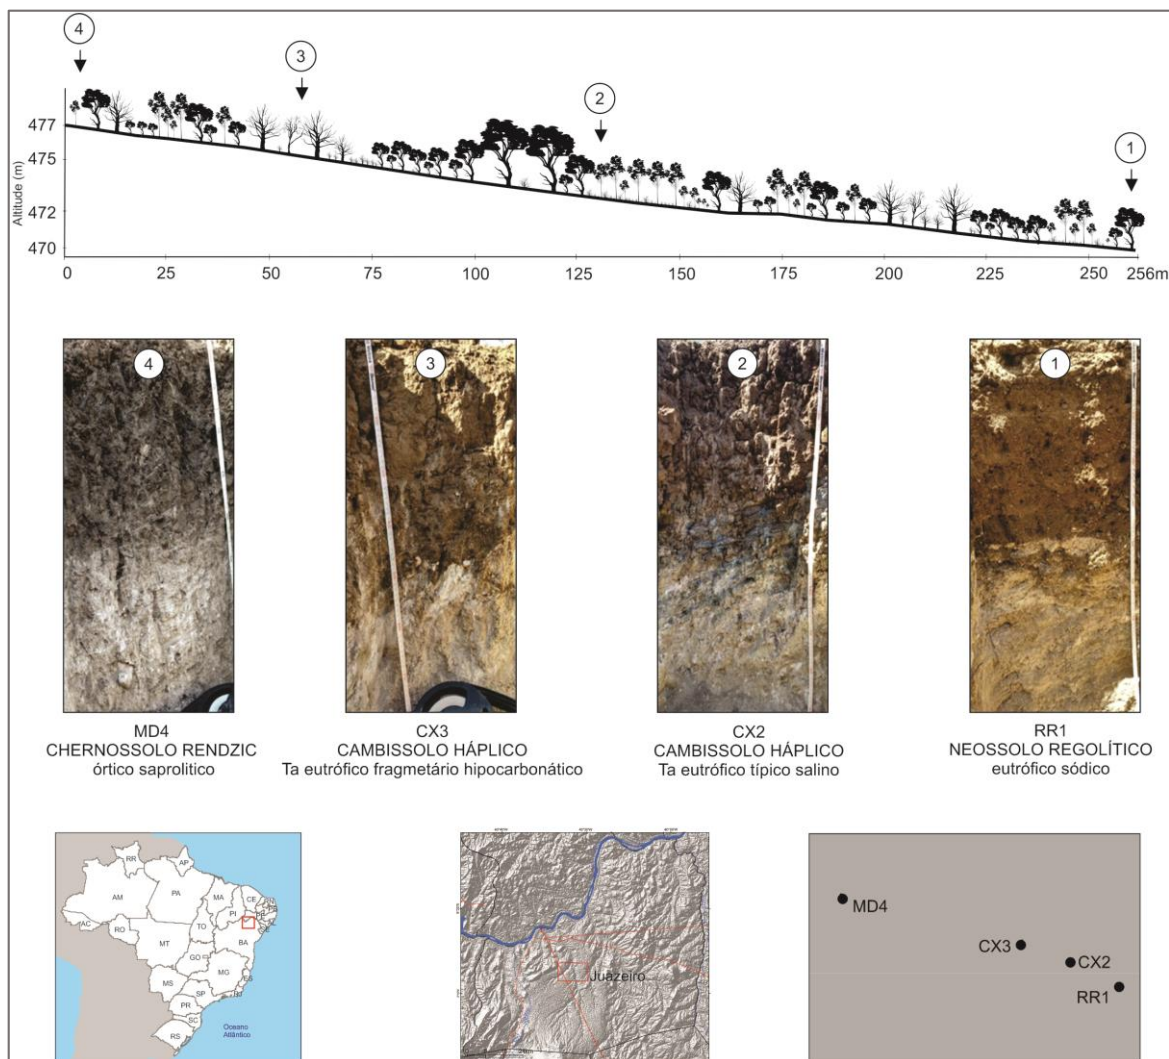 4
3
2
1
Altitude (m)
477
475
472
470
0 25 50 75 100 125 150 175 200 225 250 256m
4
3
2
1
MD4
CHERNOSSOLO RENDZIC
órtico saprolitico
CX3
CAMBISSOLO HÁPLICO
Ta eutrófico fragmetário hipocarbonático
CX2
CAMBISSOLO HÁPLICO
Ta eutrófico típico salino
RR1
NEOSSOLO REGOLÍTICO
eutrófico sódico
RR
AP
AM
PA
MA
CE
PI
AC
RO
TO
BA
MT
GO
MG
ES
MS
SP
RJ
PR
SC
RS
Oceano
Atlântico
Juazeiro
MD4
CX3
CX2
RR1